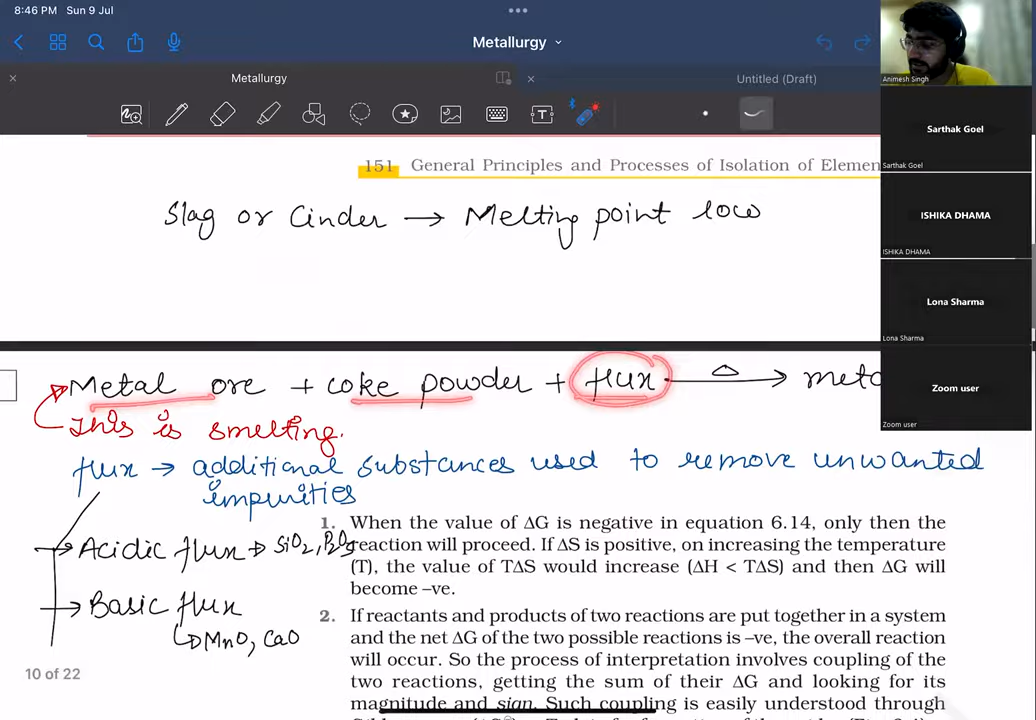 8:46 PM Sun 9 Jul
Metallurgy
Metallurgy
Untitled (Draft)
Animesh Singh
Sarthak Goel
Sarthak Goel
ISHIKA DHAMA
ISHIKA DHAMA
Lona Sharma
Lona Sharma
Zoom user
Zoom user
151 General Principles and Processes of Isolation of Elemen
Slag or Cinder → Melting point low
Metal ore + coke powder + flux —Δ→ meta
This is smelting.
flux → additional substances used to remove unwanted
impurities
1. When the value of ΔG is negative in equation 6.14, only then the
Acidic flux → SiO2, P2O5
reaction will proceed. If ΔS is positive, on increasing the temperature
(T), the value of TΔS would increase (ΔH < TΔS) and then ΔG will
become –ve.
Basic flux
↳ MnO, CaO
2. If reactants and products of two reactions are put together in a system
and the net ΔG of the two possible reactions is –ve, the overall reaction
will occur. So the process of interpretation involves coupling of the
two reactions, getting the sum of their ΔG and looking for its
magnitude and sign. Such coupling is easily understood through
10 of 22